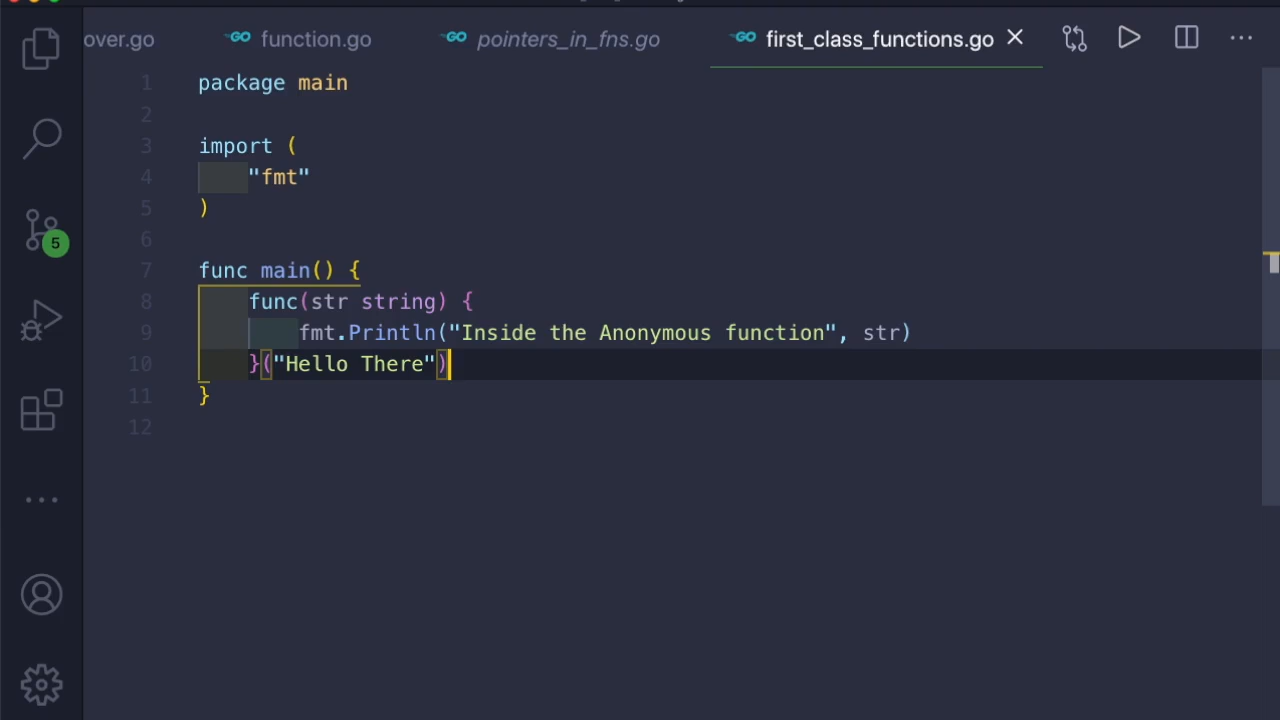 over.go function.go pointers_in_fns.go first_class_functions.go
1 package main
2
3 import (
4 "fmt"
5 )
6
7 func main() {
8 func(str string) {
9 fmt.Println("Inside the Anonymous function", str)
10 }("Hello There")
11 }
12
5